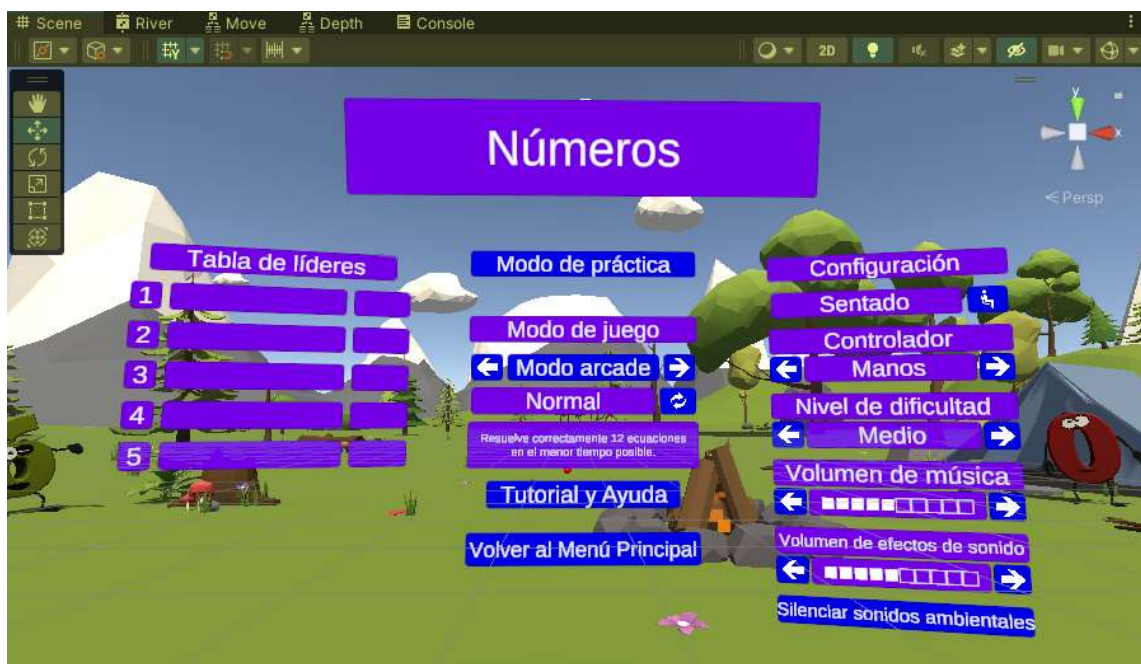 Scene
River
Move
Depth
Console
2D
Números
y
x
Persp
Tabla de líderes
1
2
3
4
5
Modo de práctica
Modo de juego
Modo arcade
Normal
Resuelve correctamente 12 ecuaciones
en el menor tiempo posible.
Tutorial y Ayuda
Volver al Menú Principal
Configuración
Sentado
Controlador
Manos
Nivel de dificultad
Medio
Volumen de música
Volumen de efectos de sonido
Silenciar sonidos ambientales